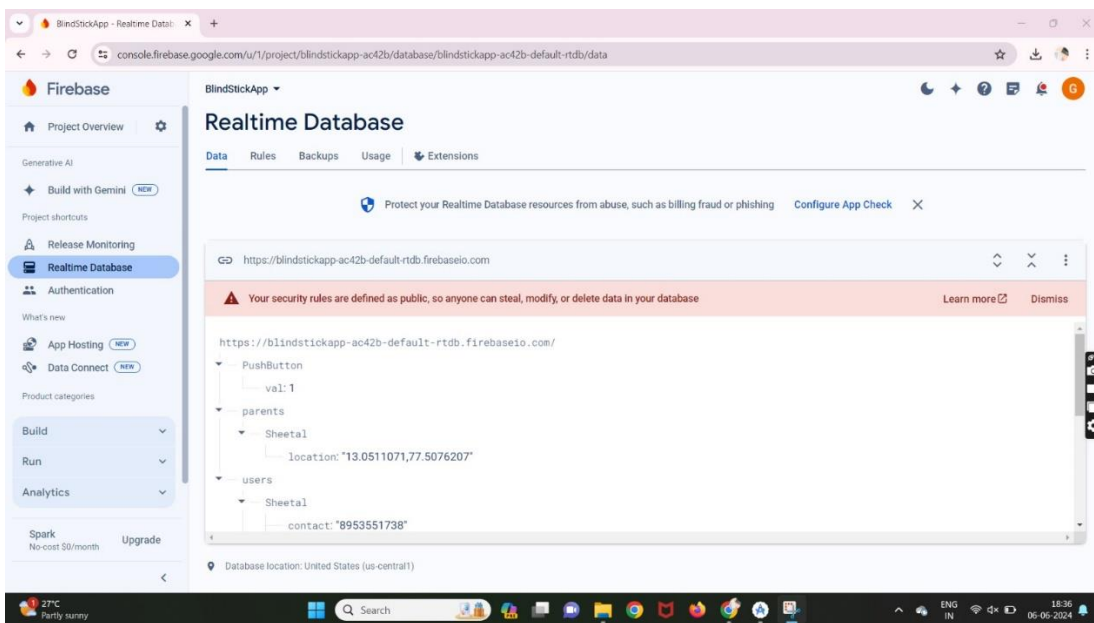 BlindStickApp - Realtime Datab
console.firebase.google.com/u/1/project/blindstickapp-ac42b/database/blindstickapp-ac42b-default-rtdb/data
Firebase
Project Overview
Generative AI
Build with Gemini NEW
Project shortcuts
Release Monitoring
Realtime Database
Authentication
What's new
App Hosting NEW
Data Connect NEW
Product categories
Build
Run
Analytics
Spark
No-cost $0/month
Upgrade
BlindStickApp
G
Realtime Database
Data Rules Backups Usage Extensions
Protect your Realtime Database resources from abuse, such as billing fraud or phishing Configure App Check
https://blindstickapp-ac42b-default-rtdb.firebaseio.com
Your security rules are defined as public, so anyone can steal, modify, or delete data in your database Learn more Dismiss
https://blindstickapp-ac42b-default-rtdb.firebaseio.com/
PushButton
val: 1
parents
Sheetal
location: "13.0511071,77.5076207"
users
Sheetal
contact: "8953551738"
Database location: United States (us-central1)
1
27°C
Partly sunny
Search
ENG
IN
18:36
06-06-2024